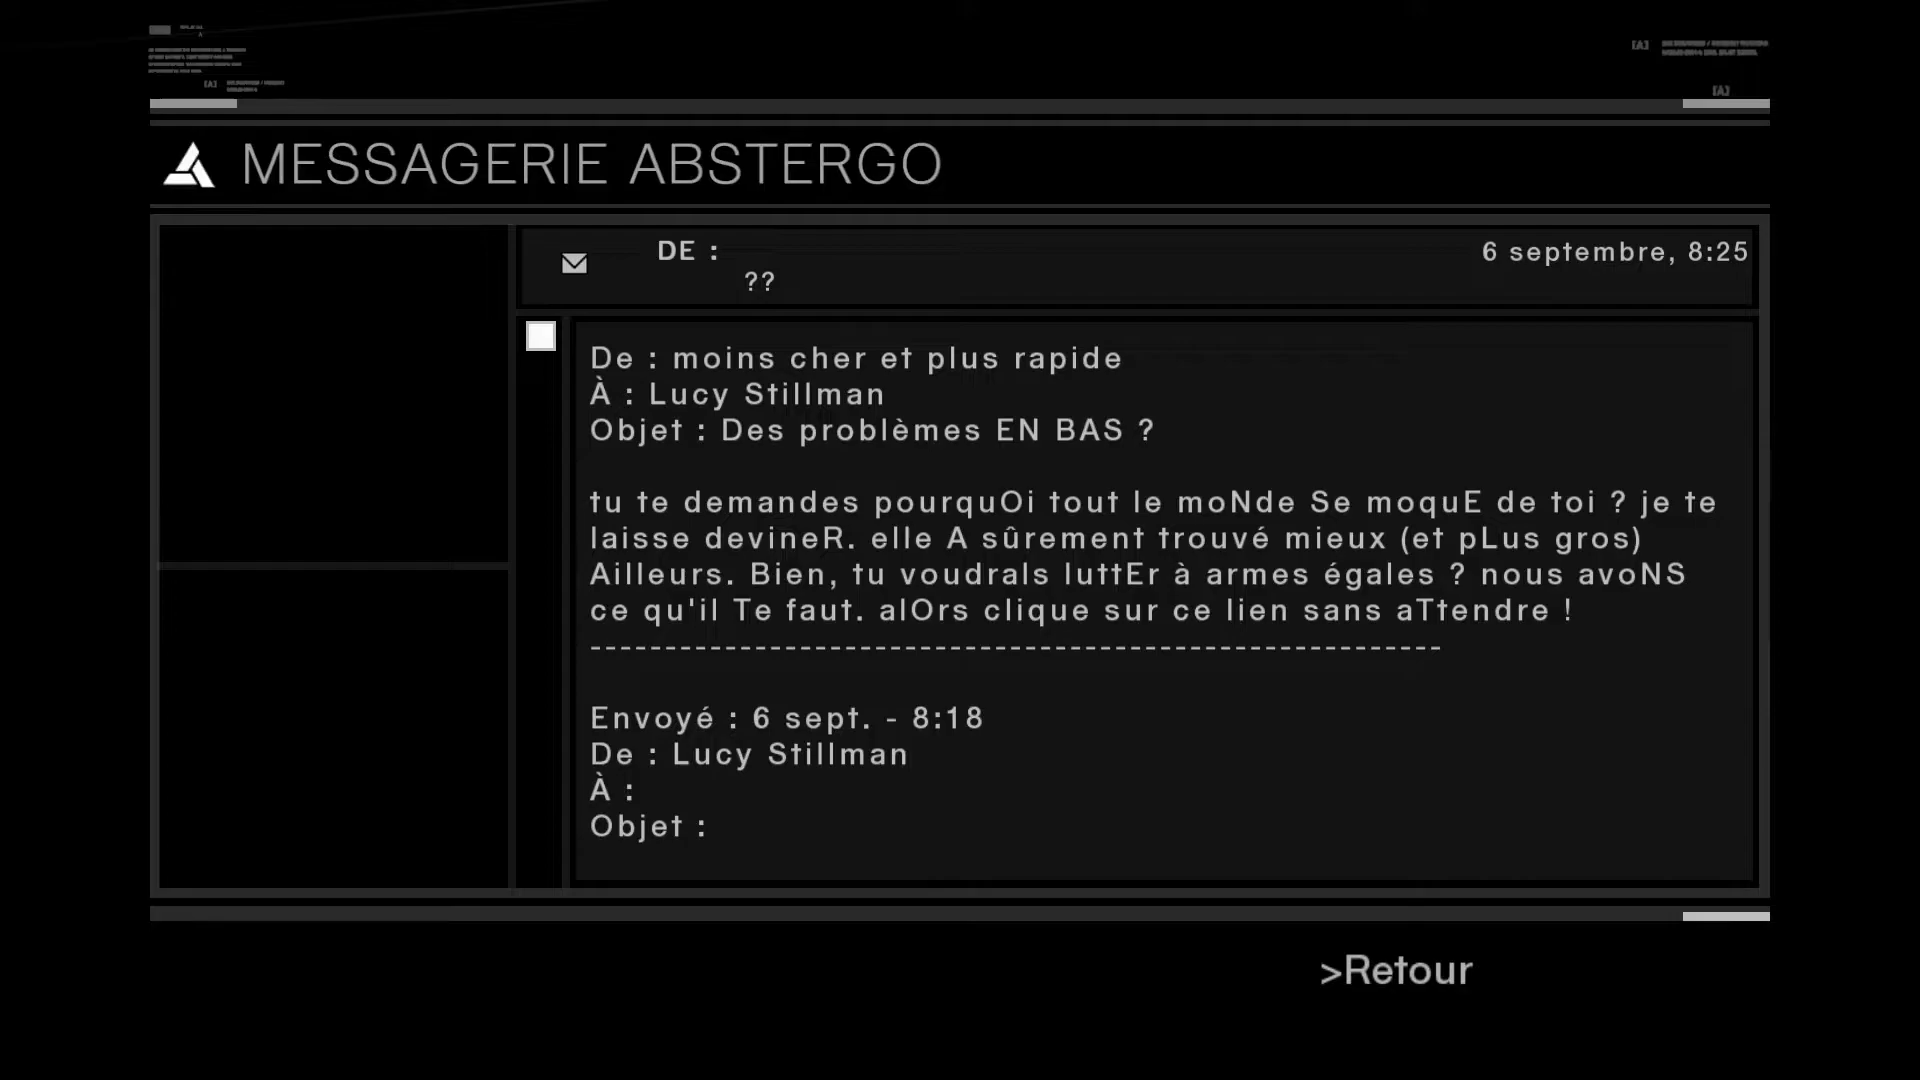 MESSAGERIE ABSTERGO
DE :
6 septembre, 8:25
??
De : moins cher et plus rapide
À : Lucy Stillman
Objet : Des problèmes EN BAS ?
tu te demandes pourquOi tout le moNde Se moquE de toi ? je te
laisse devineR. elle A sûrement trouvé mieux (et pLus gros)
Ailleurs. Bien, tu voudraIs luttEr à armes égales ? nous avoNS
ce qu'il Te faut. alOrs clique sur ce lien sans aTtendre !
---------------------------------------------------------
Envoyé : 6 sept. - 8:18
De : Lucy Stillman
À :
Objet :
>Retour